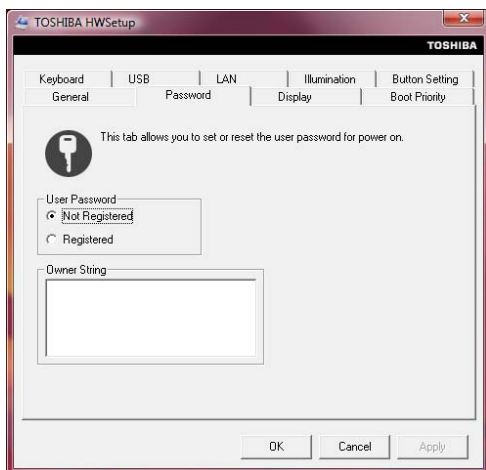 TOSHIBA HWSetup
TOSHIBA
Keyboard USB LAN Illumination Button Setting
General Password Display Boot Priority
This tab allows you to set or reset the user password for power on.
User Password
Not Registered
Registered
Owner String
OK Cancel Apply